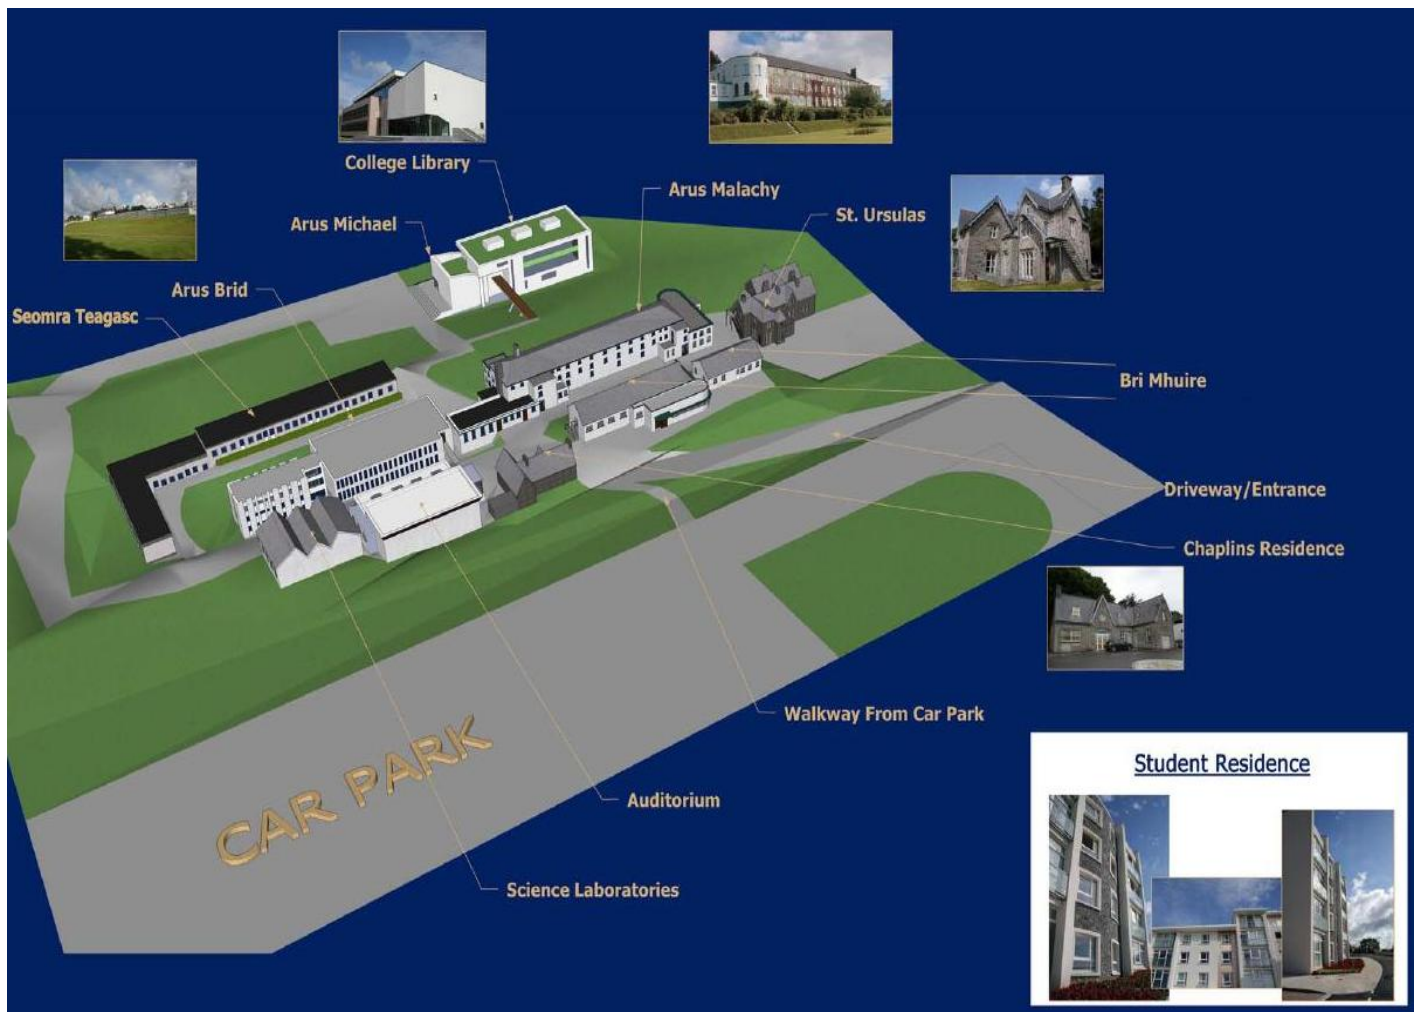 College Library
Arus Malachy
St. Ursulas
Arus Michael
Arus Brid
Seomra Teagasc
Bri Mhuire
Driveway/Entrance
Chaplins Residence
Walkway From Car Park
CAR PARK
Auditorium
Science Laboratories
Student Residence